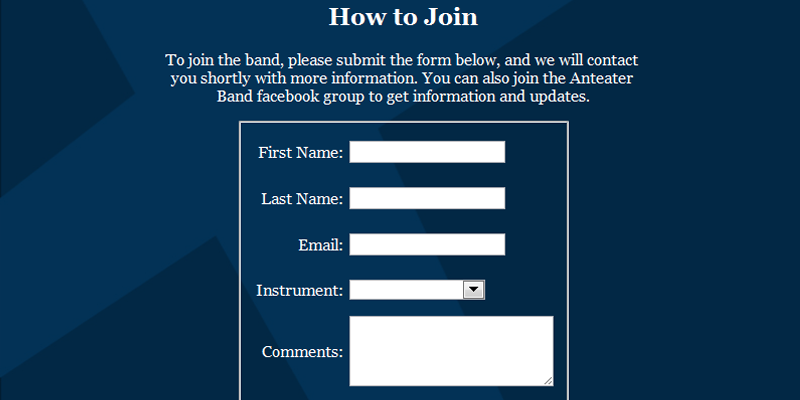 How to Join
To join the band, please submit the form below, and we will contact
you shortly with more information. You can also join the Anteater
Band facebook group to get information and updates.
First Name:
Last Name:
Email:
Instrument:
Comments: